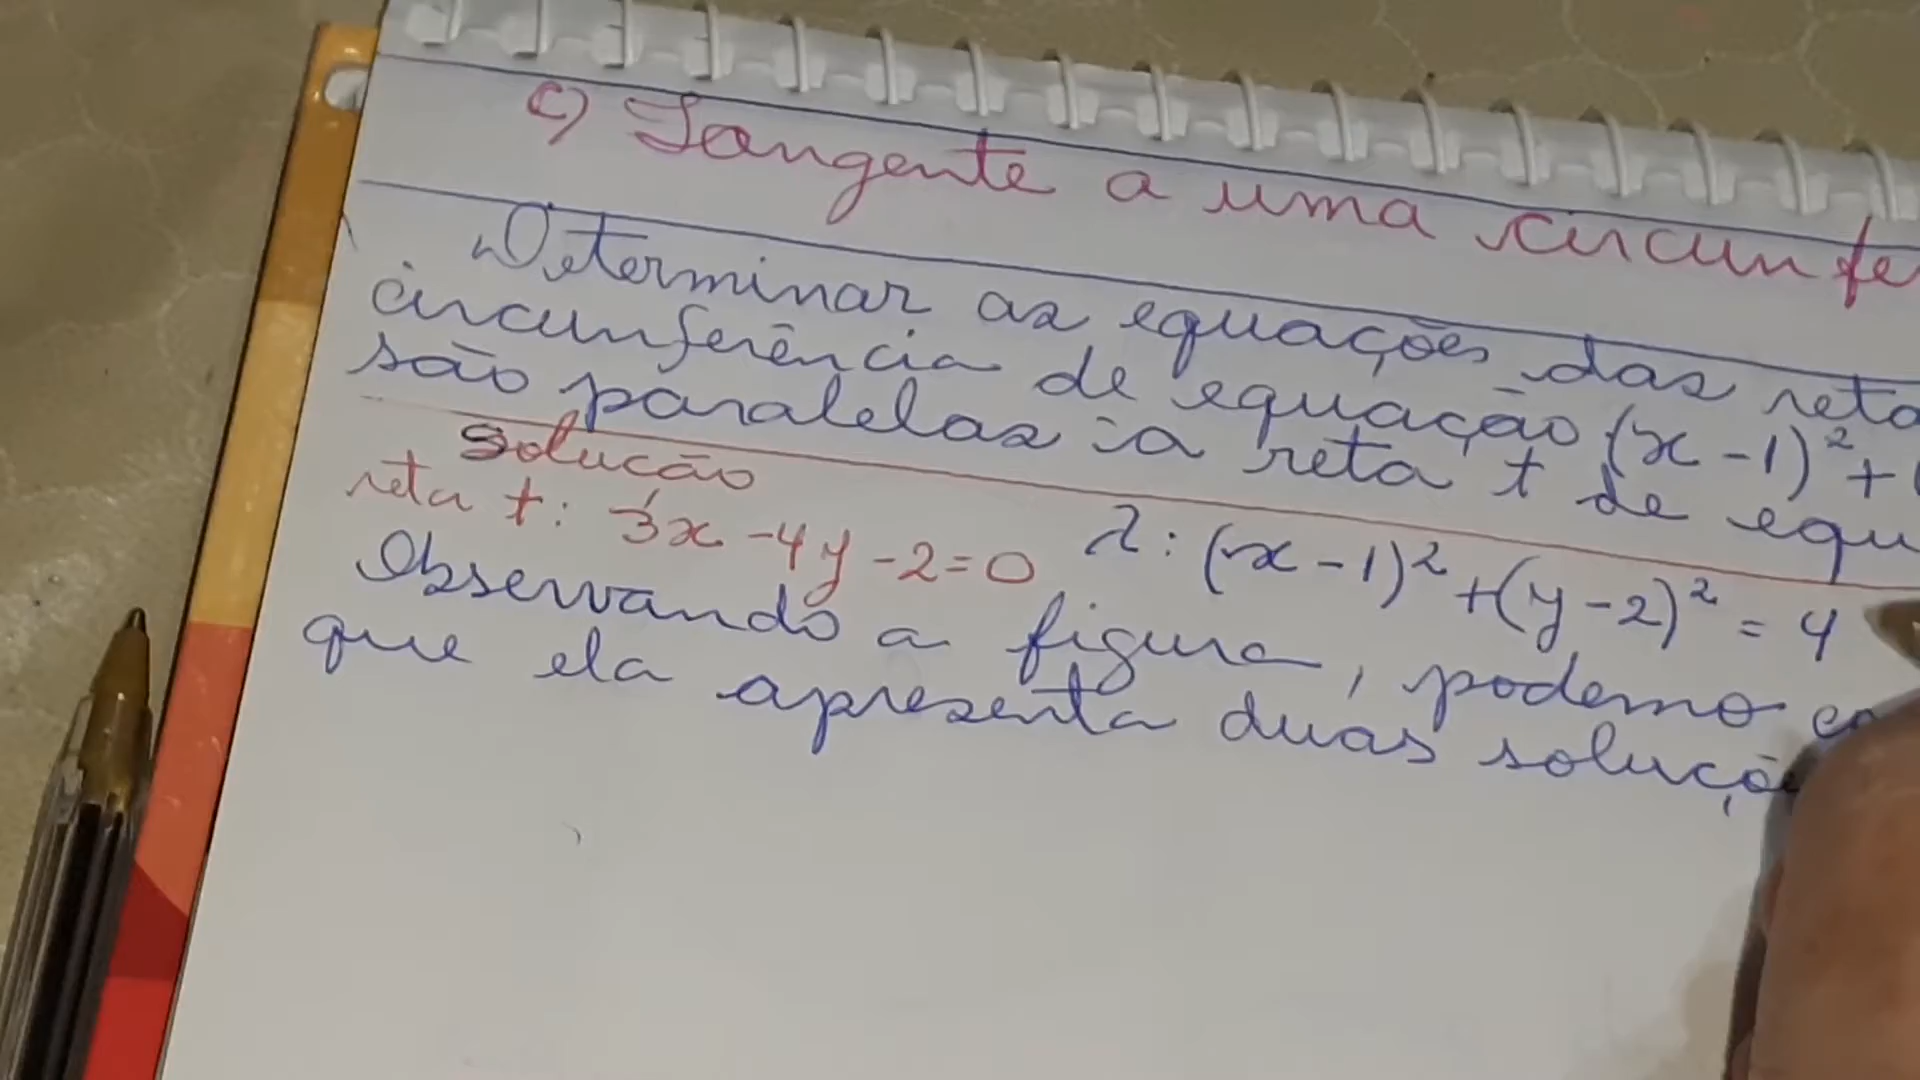 c) Tangente a uma circunfe
Determinar as equações das reta
circunferência de equação (x-1)² + (
são paralelas a reta t de equ
Solução
reta t: 3x -4y -2=0 λ: (x-1)² +(y-2)² = 4
Observando a figura, podemo co
que ela apresenta duas soluçõ